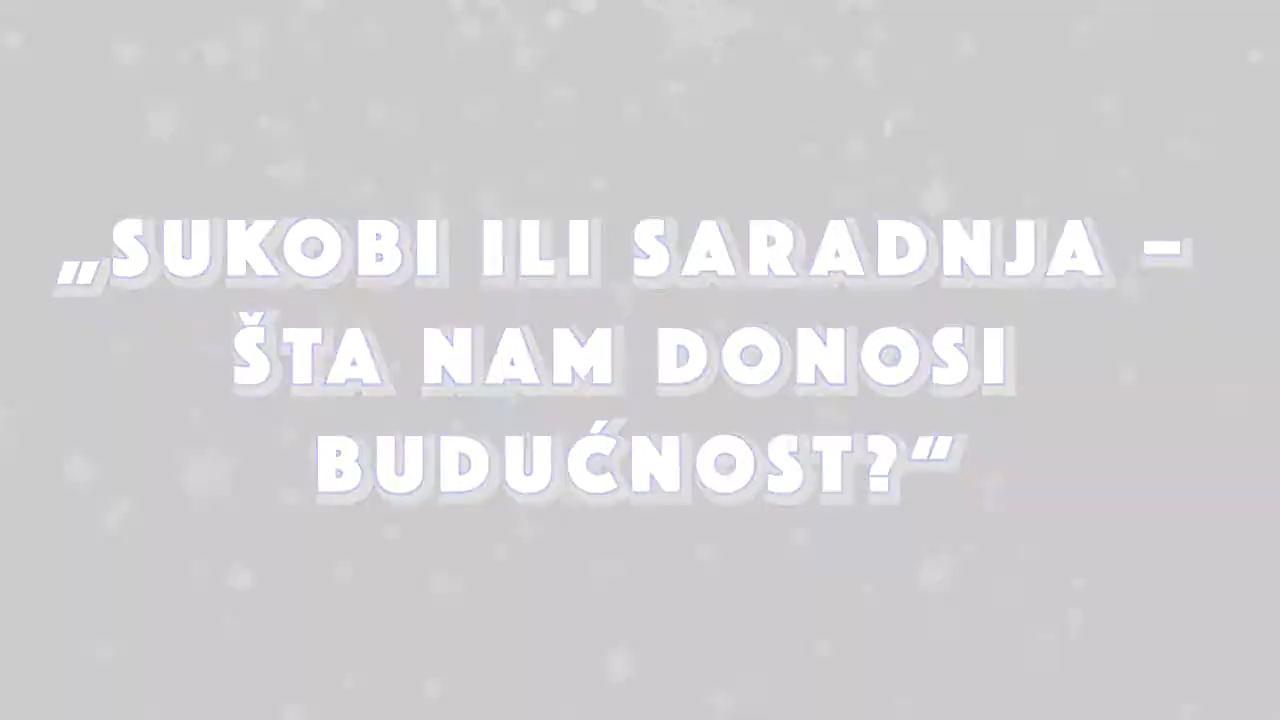 „SUKOBI ILI SARADNJA –
ŠTA NAM DONOSI
BUDUĆNOST?“